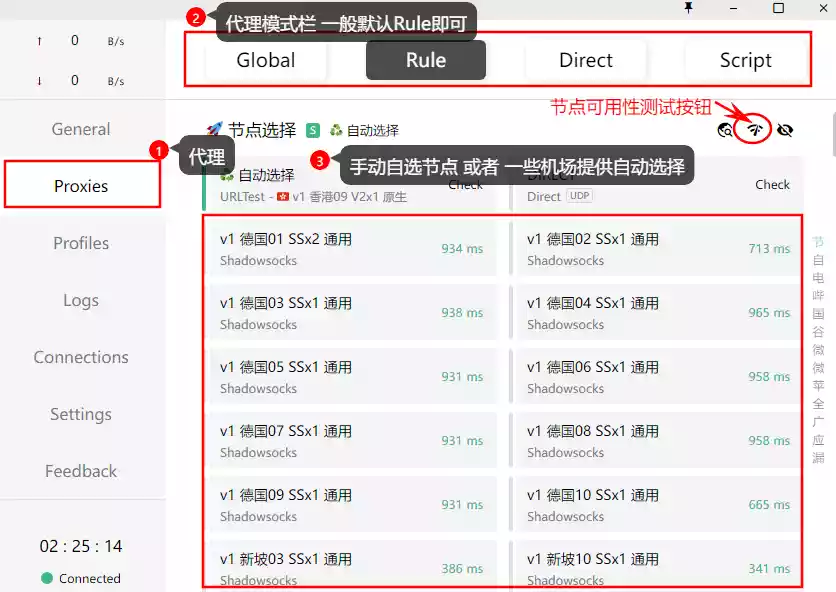 2 代理模式栏 一般默认Rule即可
↑ 0 B/s
↓ 0 B/s
Global Rule Direct Script
节点可用性测试按钮
General
节点选择 S 自动选择
1 代理
3 手动自选节点 或者 一些机场提供自动选择
Proxies
自动选择 Check
URLTest - v1 香港09 V2x1 原生
DIRECT Check
Direct UDP
Profiles
Logs
Connections
Settings
Feedback
02 : 25 : 14
Connected
v1 德国01 SSx2 通用 934 ms
Shadowsocks
v1 德国02 SSx1 通用 713 ms
Shadowsocks
v1 德国03 SSx1 通用 938 ms
Shadowsocks
v1 德国04 SSx1 通用 965 ms
Shadowsocks
v1 德国05 SSx1 通用 931 ms
Shadowsocks
v1 德国06 SSx1 通用 958 ms
Shadowsocks
v1 德国07 SSx1 通用 931 ms
Shadowsocks
v1 德国08 SSx1 通用 958 ms
Shadowsocks
v1 德国09 SSx1 通用 931 ms
Shadowsocks
v1 德国10 SSx1 通用 665 ms
Shadowsocks
v1 新坡03 SSx1 通用 386 ms
Shadowsocks
v1 新坡10 SSx1 通用 341 ms
Shadowsocks
节
自
电
哔
国
谷
微
微
苹
全
广
应
漏